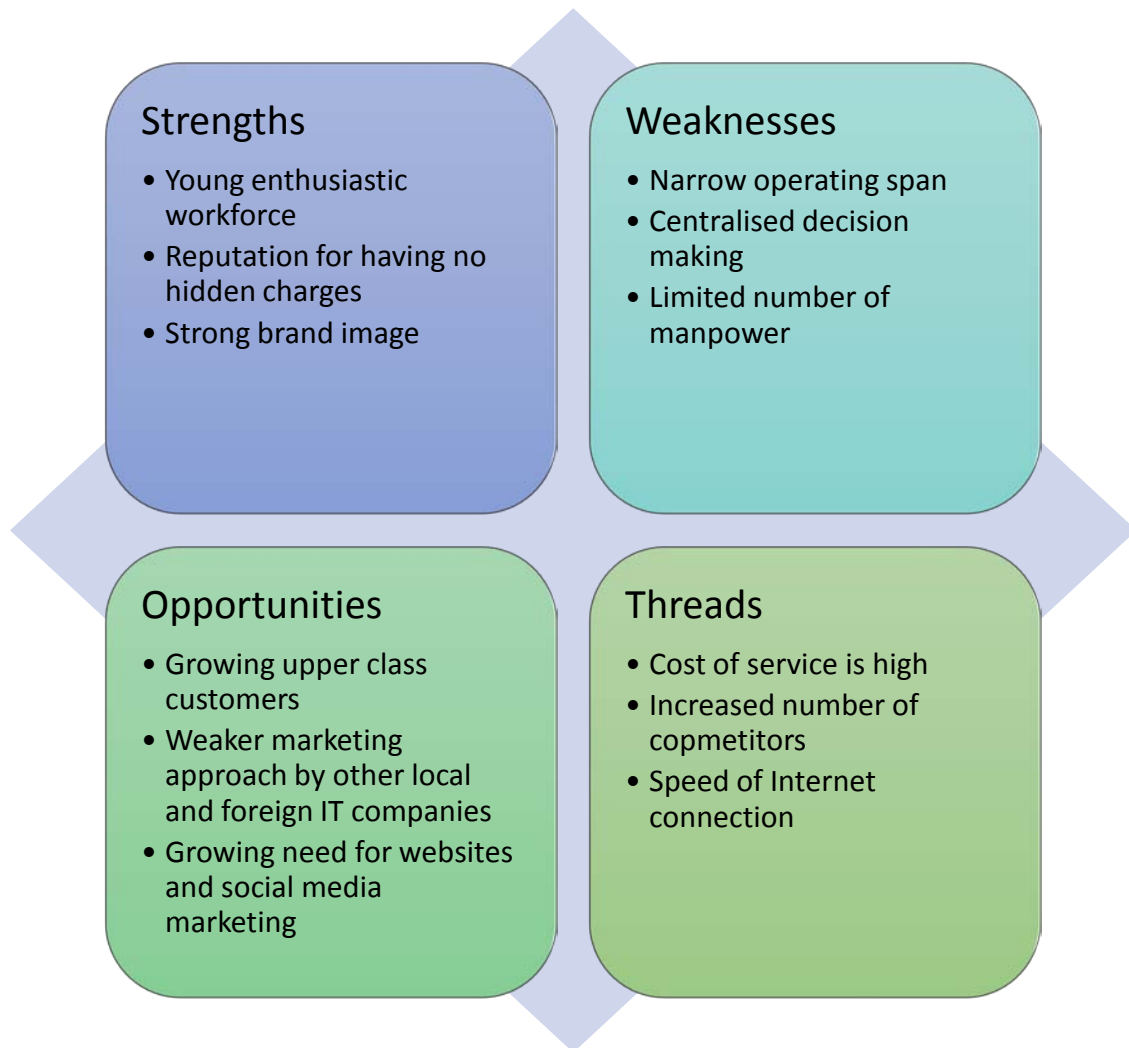 Strengths
• Young enthusiastic
workforce
• Reputation for having no
hidden charges
• Strong brand image
Weaknesses
• Narrow operating span
• Centralised decision
making
• Limited number of
manpower
Opportunities
• Growing upper class
customers
• Weaker marketing
approach by other local
and foreign IT companies
• Growing need for websites
and social media
marketing
Threads
• Cost of service is high
• Increased number of
copmetitors
• Speed of Internet
connection